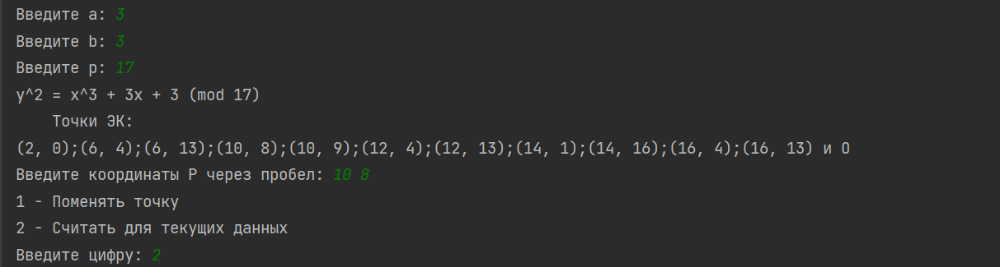 Введите a: 3
Введите b: 3
Введите p: 17
y^2 = x^3 + 3x + 3 (mod 17)
Точки ЭК:
(2, 0);(6, 4);(6, 13);(10, 8);(10, 9);(12, 4);(12, 13);(14, 1);(14, 16);(16, 4);(16, 13) и O
Введите координаты P через пробел: 10 8
1 - Поменять точку
2 - Считать для текущих данных
Введите цифру: 2